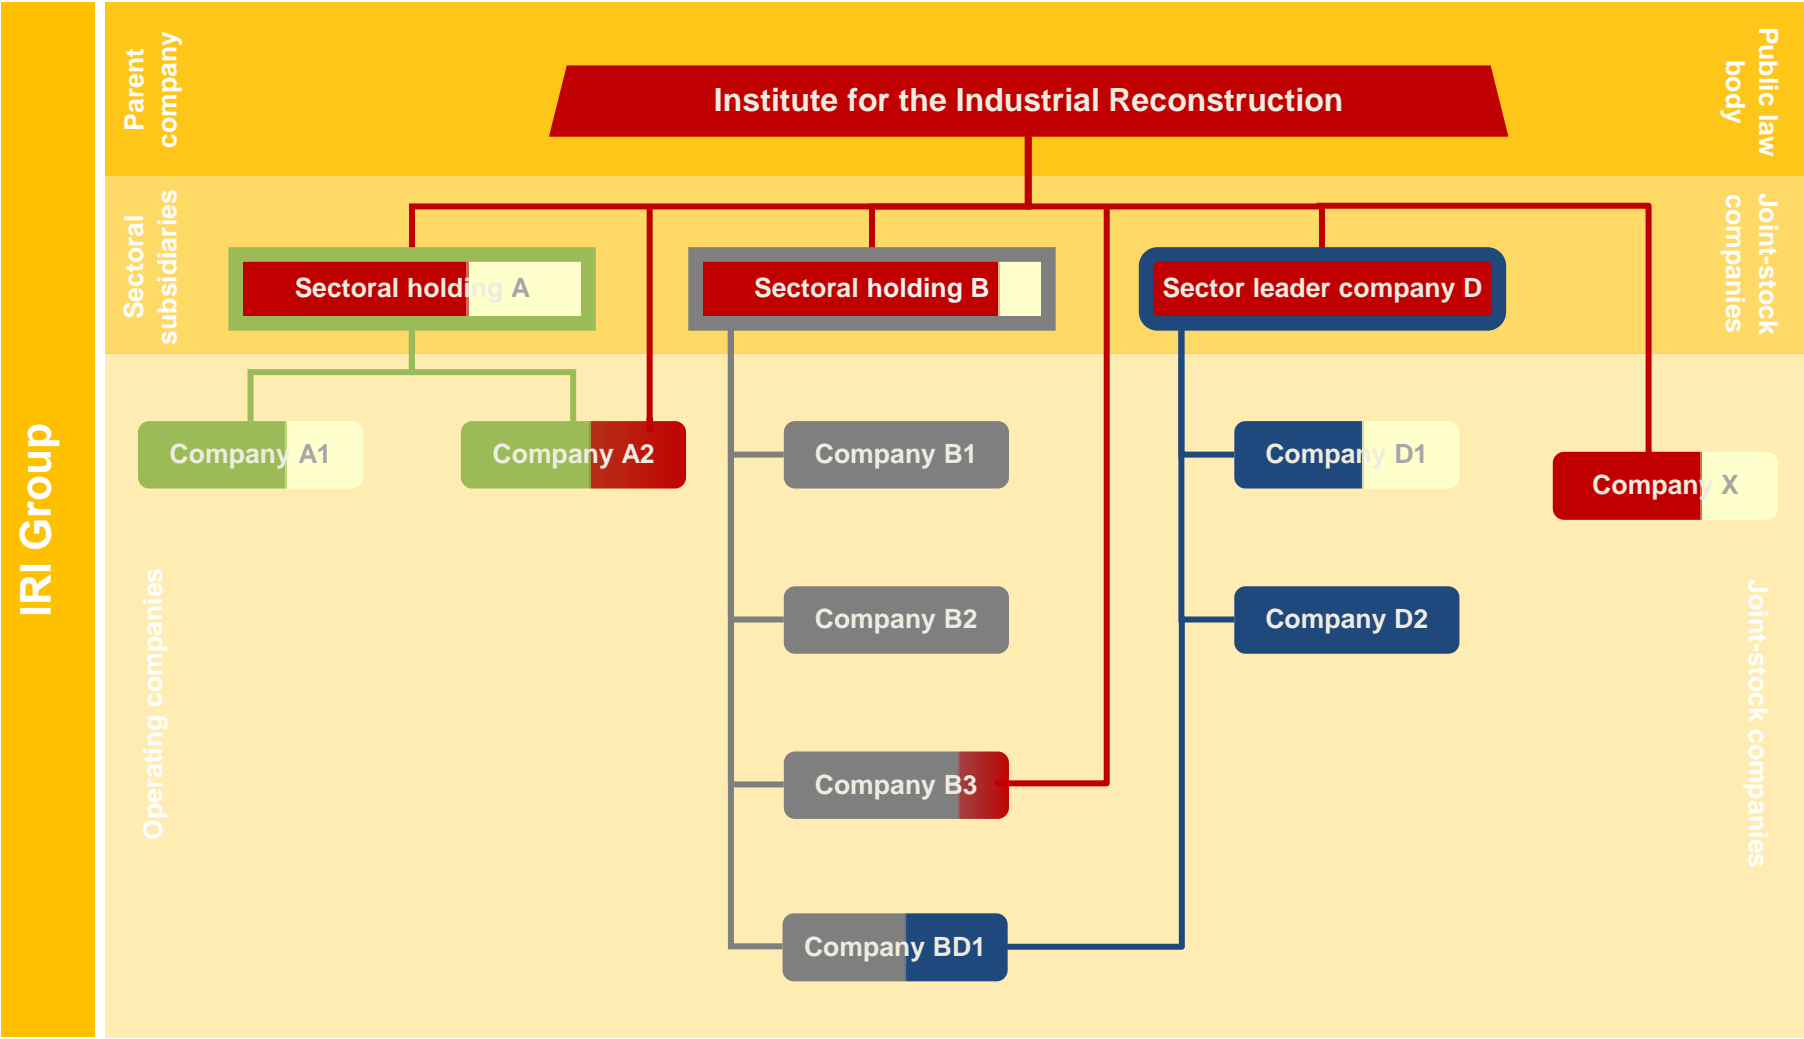 IRI Group
Parent
company
Institute for the Industrial Reconstruction
Public law
body
Sectoral
subsidiaries
Sectoral holding A
Sectoral holding B
Sector leader company D
Joint-stock
companies
Operating companies
Company A1
Company A2
Company B1
Company D1
Company X
Company B2
Company D2
Company B3
Company BD1
Joint-stock companies